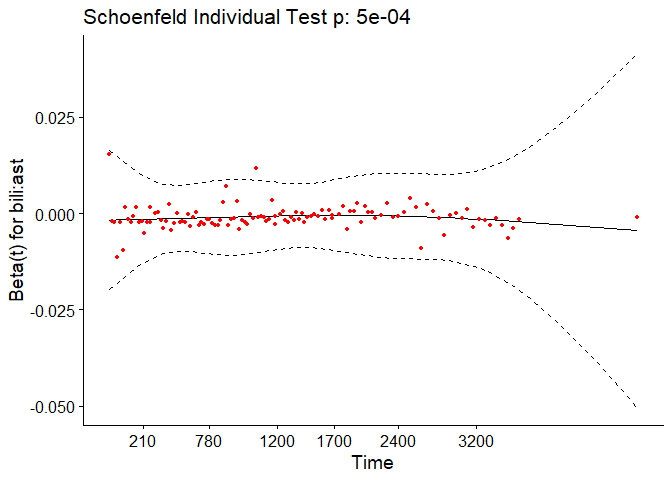 Schoenfeld Individual Test p: 5e-04
Beta(t) for bili:ast
0.025
0.000
-0.025
-0.050
210 780 1200 1700 2400 3200
Time